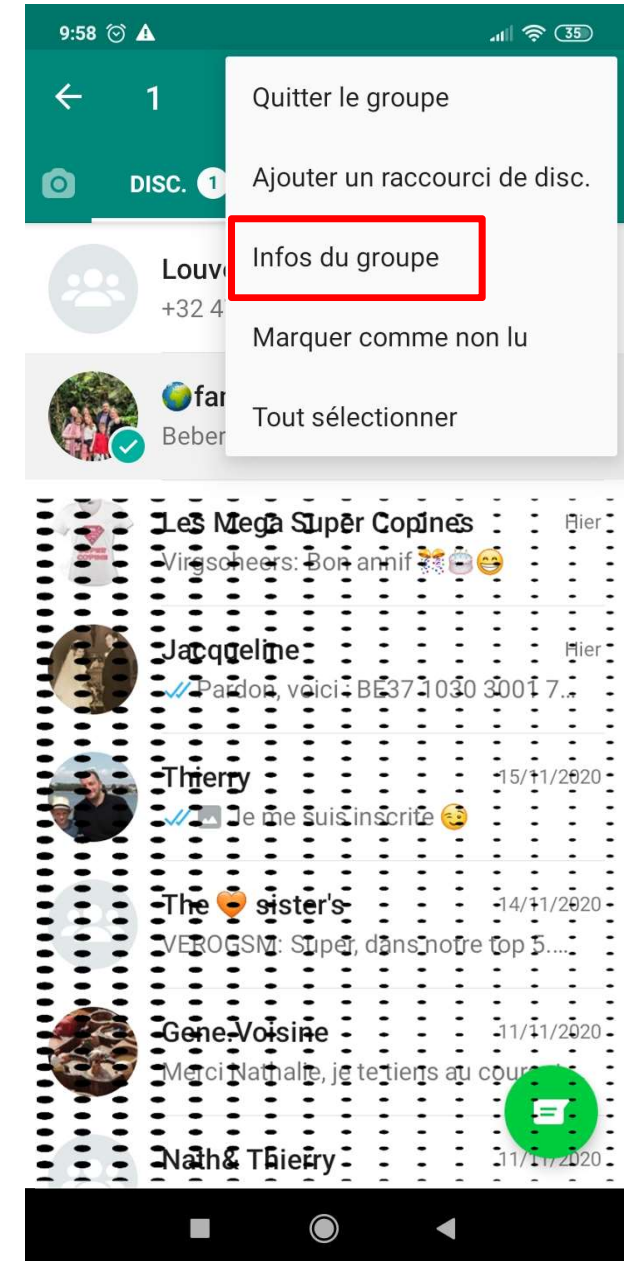 9:58 35
1
Quitter le groupe
DISC. 1
Ajouter un raccourci de disc.
Infos du groupe
Marquer comme non lu
Tout sélectionner
Louv
+32 4
🌍fa
Beber
Les Mega Super Copines Hier
Virgscheers: Bon annif 🎊🎂😁
Jacqueline Hier
Pardon, voici : BE37 1030 3001 7...
Thierry 15/11/2020
Je me suis inscrite 😉
The 🧡 sister's 14/11/2020
VEROGSM: Super, dans notre top 5....
Gene.Voisine 11/11/2020
Merci Nathalie, je te tiens au
Nath& Thierry 11/11/2020